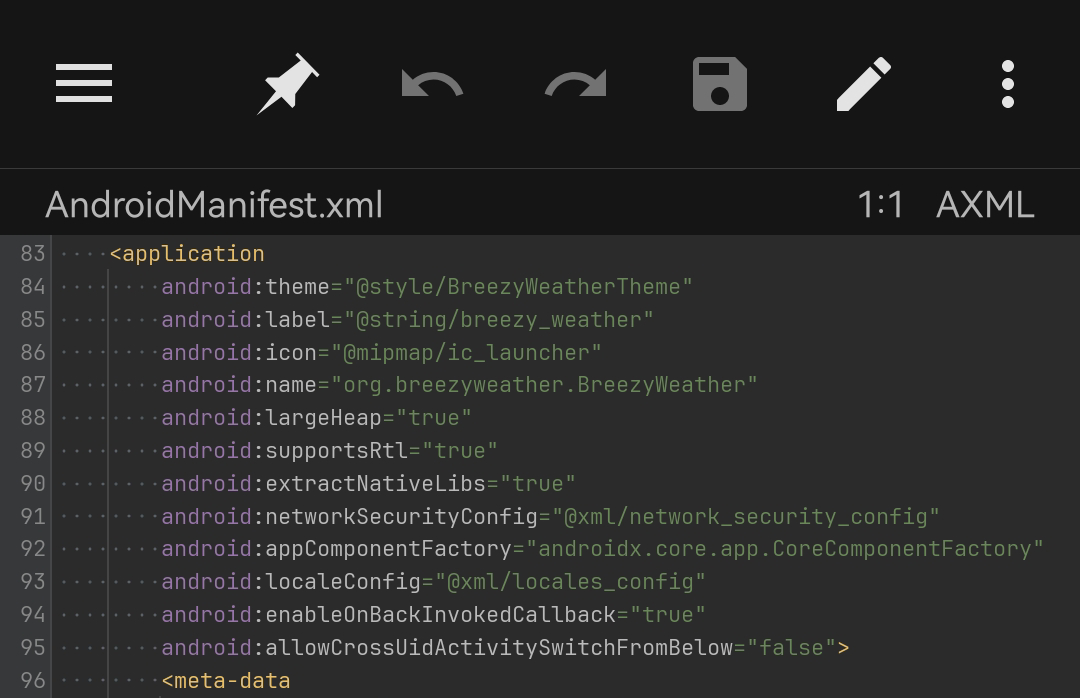 AndroidManifest.xml 1:1 AXML
83 <application
84 android:theme="@style/BreezyWeatherTheme"
85 android:label="@string/breezy_weather"
86 android:icon="@mipmap/ic_launcher"
87 android:name="org.breezyweather.BreezyWeather"
88 android:largeHeap="true"
89 android:supportsRtl="true"
90 android:extractNativeLibs="true"
91 android:networkSecurityConfig="@xml/network_security_config"
92 android:appComponentFactory="androidx.core.app.CoreComponentFactory"
93 android:localeConfig="@xml/locales_config"
94 android:enableOnBackInvokedCallback="true"
95 android:allowCrossUidActivitySwitchFromBelow="false">
96 <meta-data